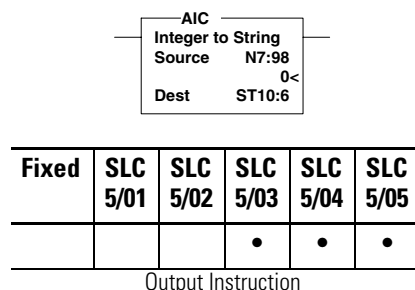 AIC
Integer to String
Source N7:98
0<
Dest ST10:6
Fixed SLC 5/01 SLC 5/02 SLC 5/03 SLC 5/04 SLC 5/05
• • •
Output Instruction